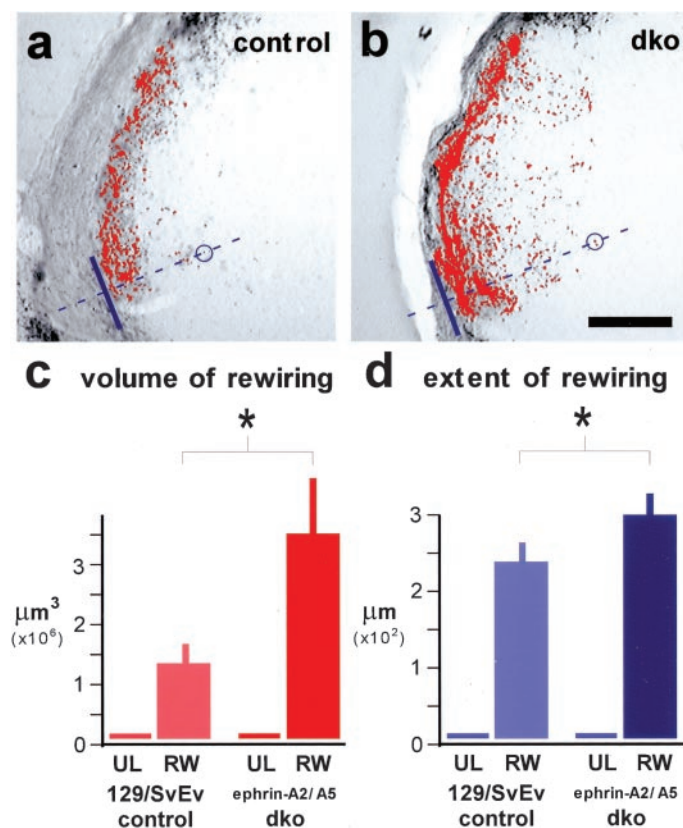 a control
b dko
c volume of rewiring
d extent of rewiring
*
*
3
2
1
0
μm3
(x106)
3
2
1
0
μm
(x102)
UL RW UL RW
UL RW UL RW
129/SvEv ephrin-A2/A5
control dko
129/SvEv ephrin-A2/A5
control dko